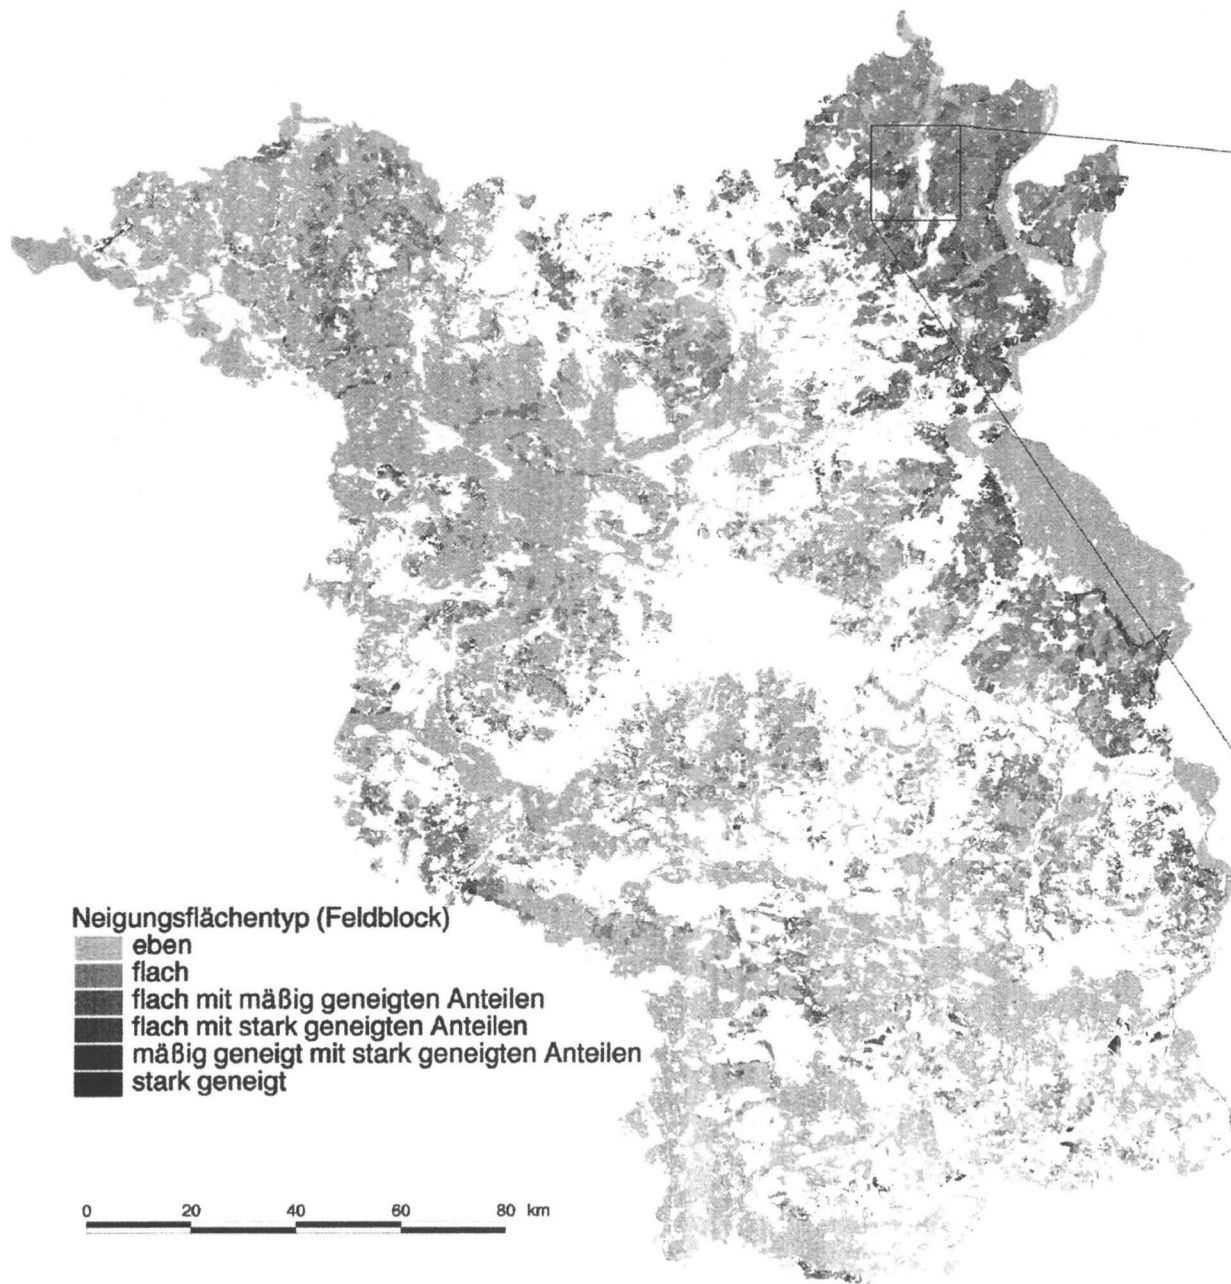 Neigungsflächentyp (Feldblock)
eben
flach
flach mit mäßig geneigten Anteilen
flach mit stark geneigten Anteilen
mäßig geneigt mit stark geneigten Anteilen
stark geneigt
0 20 40 60 80 km